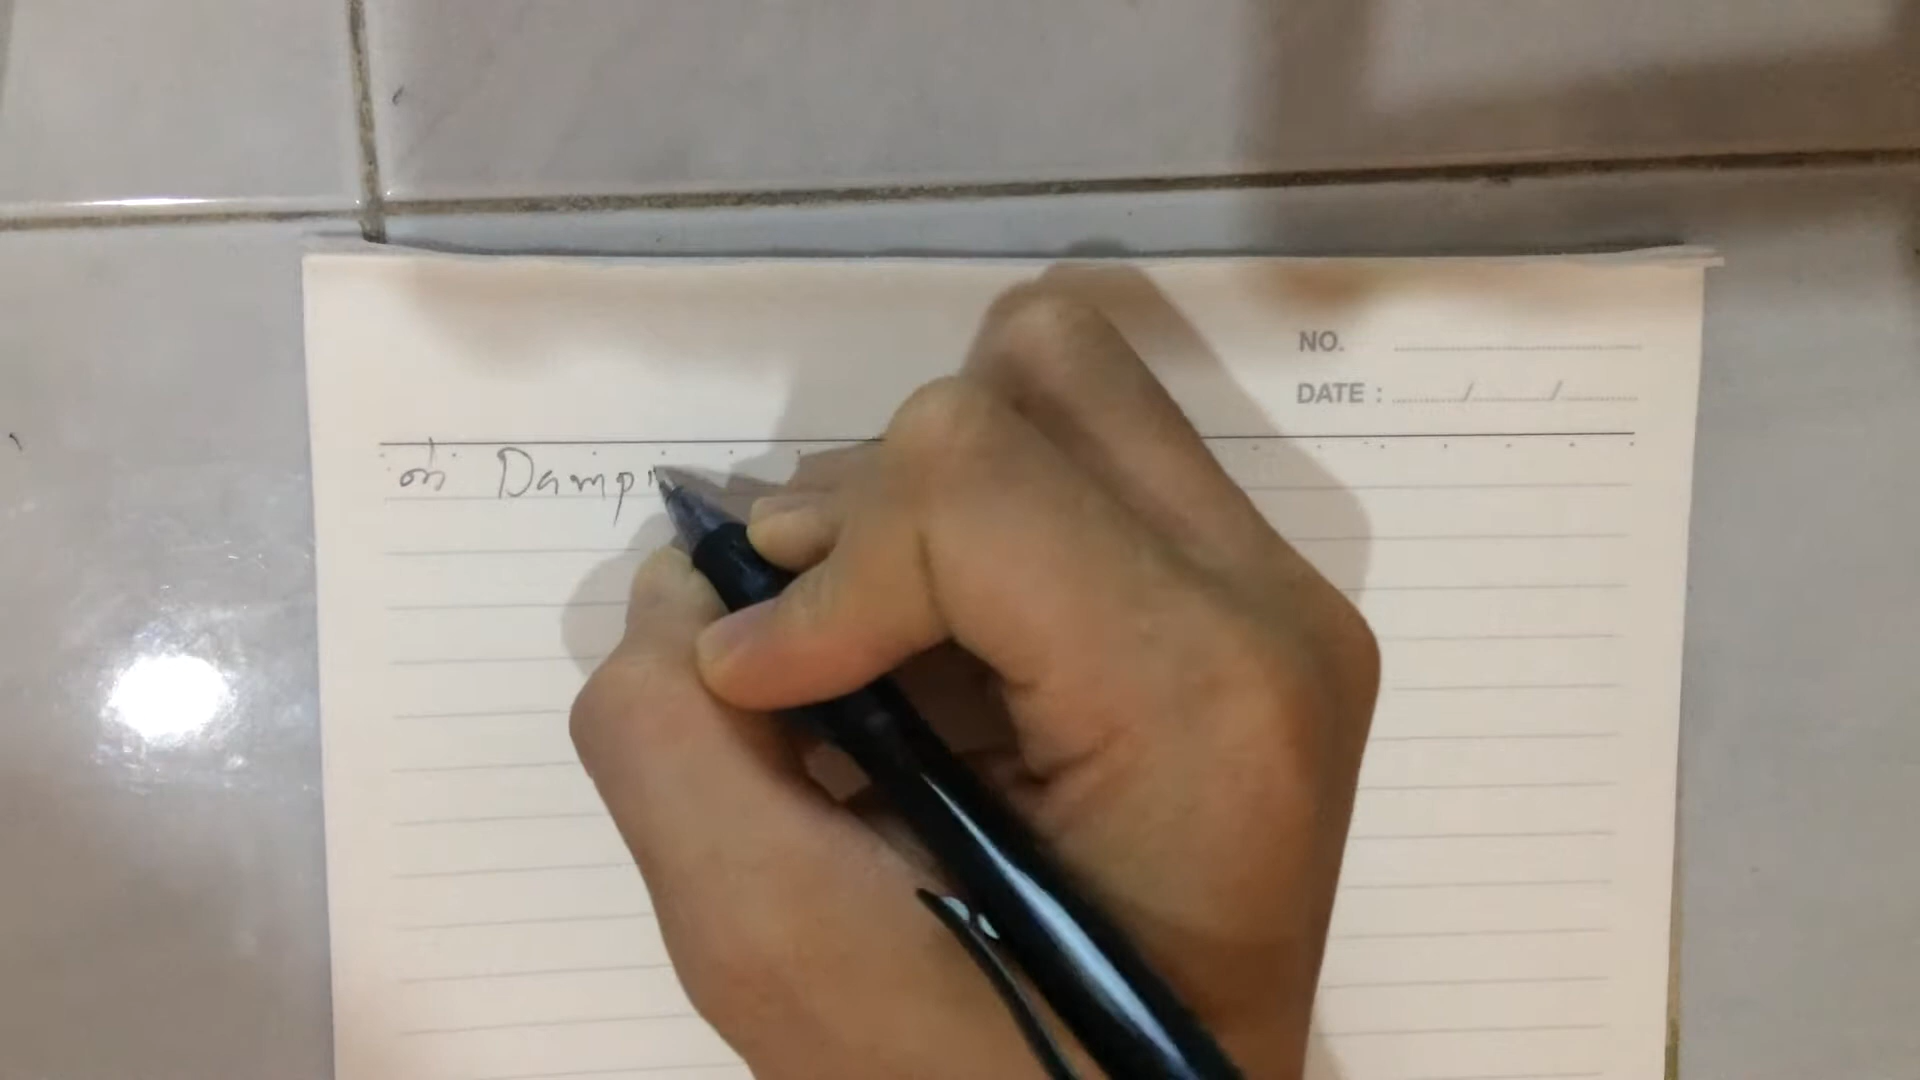 NO.
DATE : / /
Damp